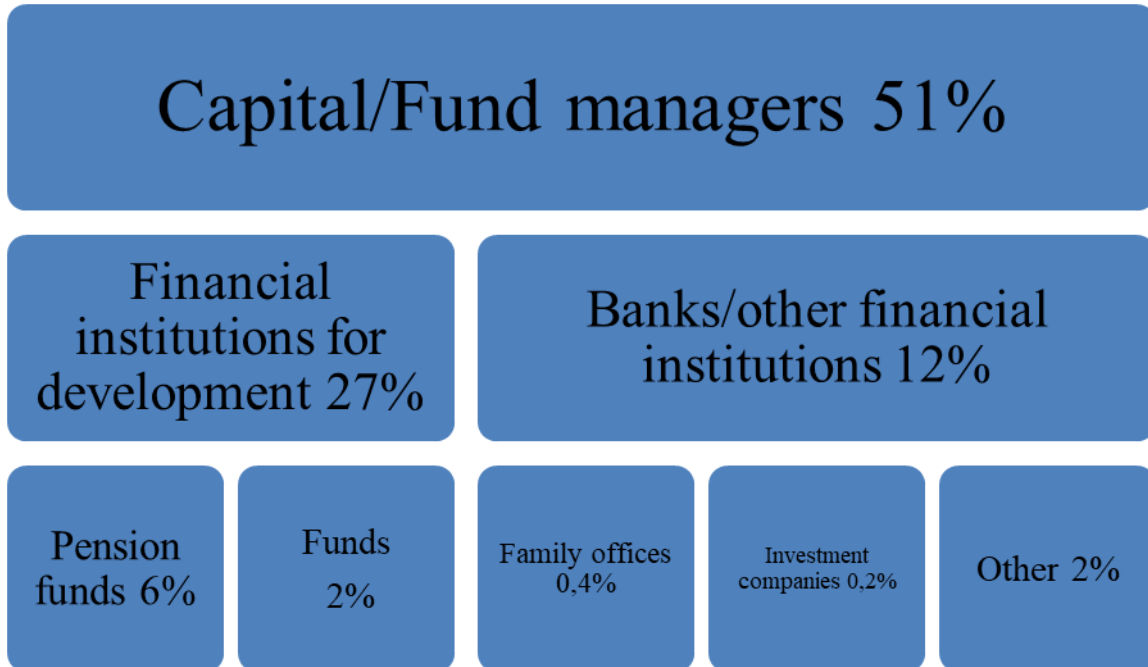 Capital/Fund managers 51%
Financial
institutions for
development 27%
Banks/other financial
institutions 12%
Pension
funds 6%
Funds
2%
Family offices
0,4%
Investment
companies 0,2%
Other 2%